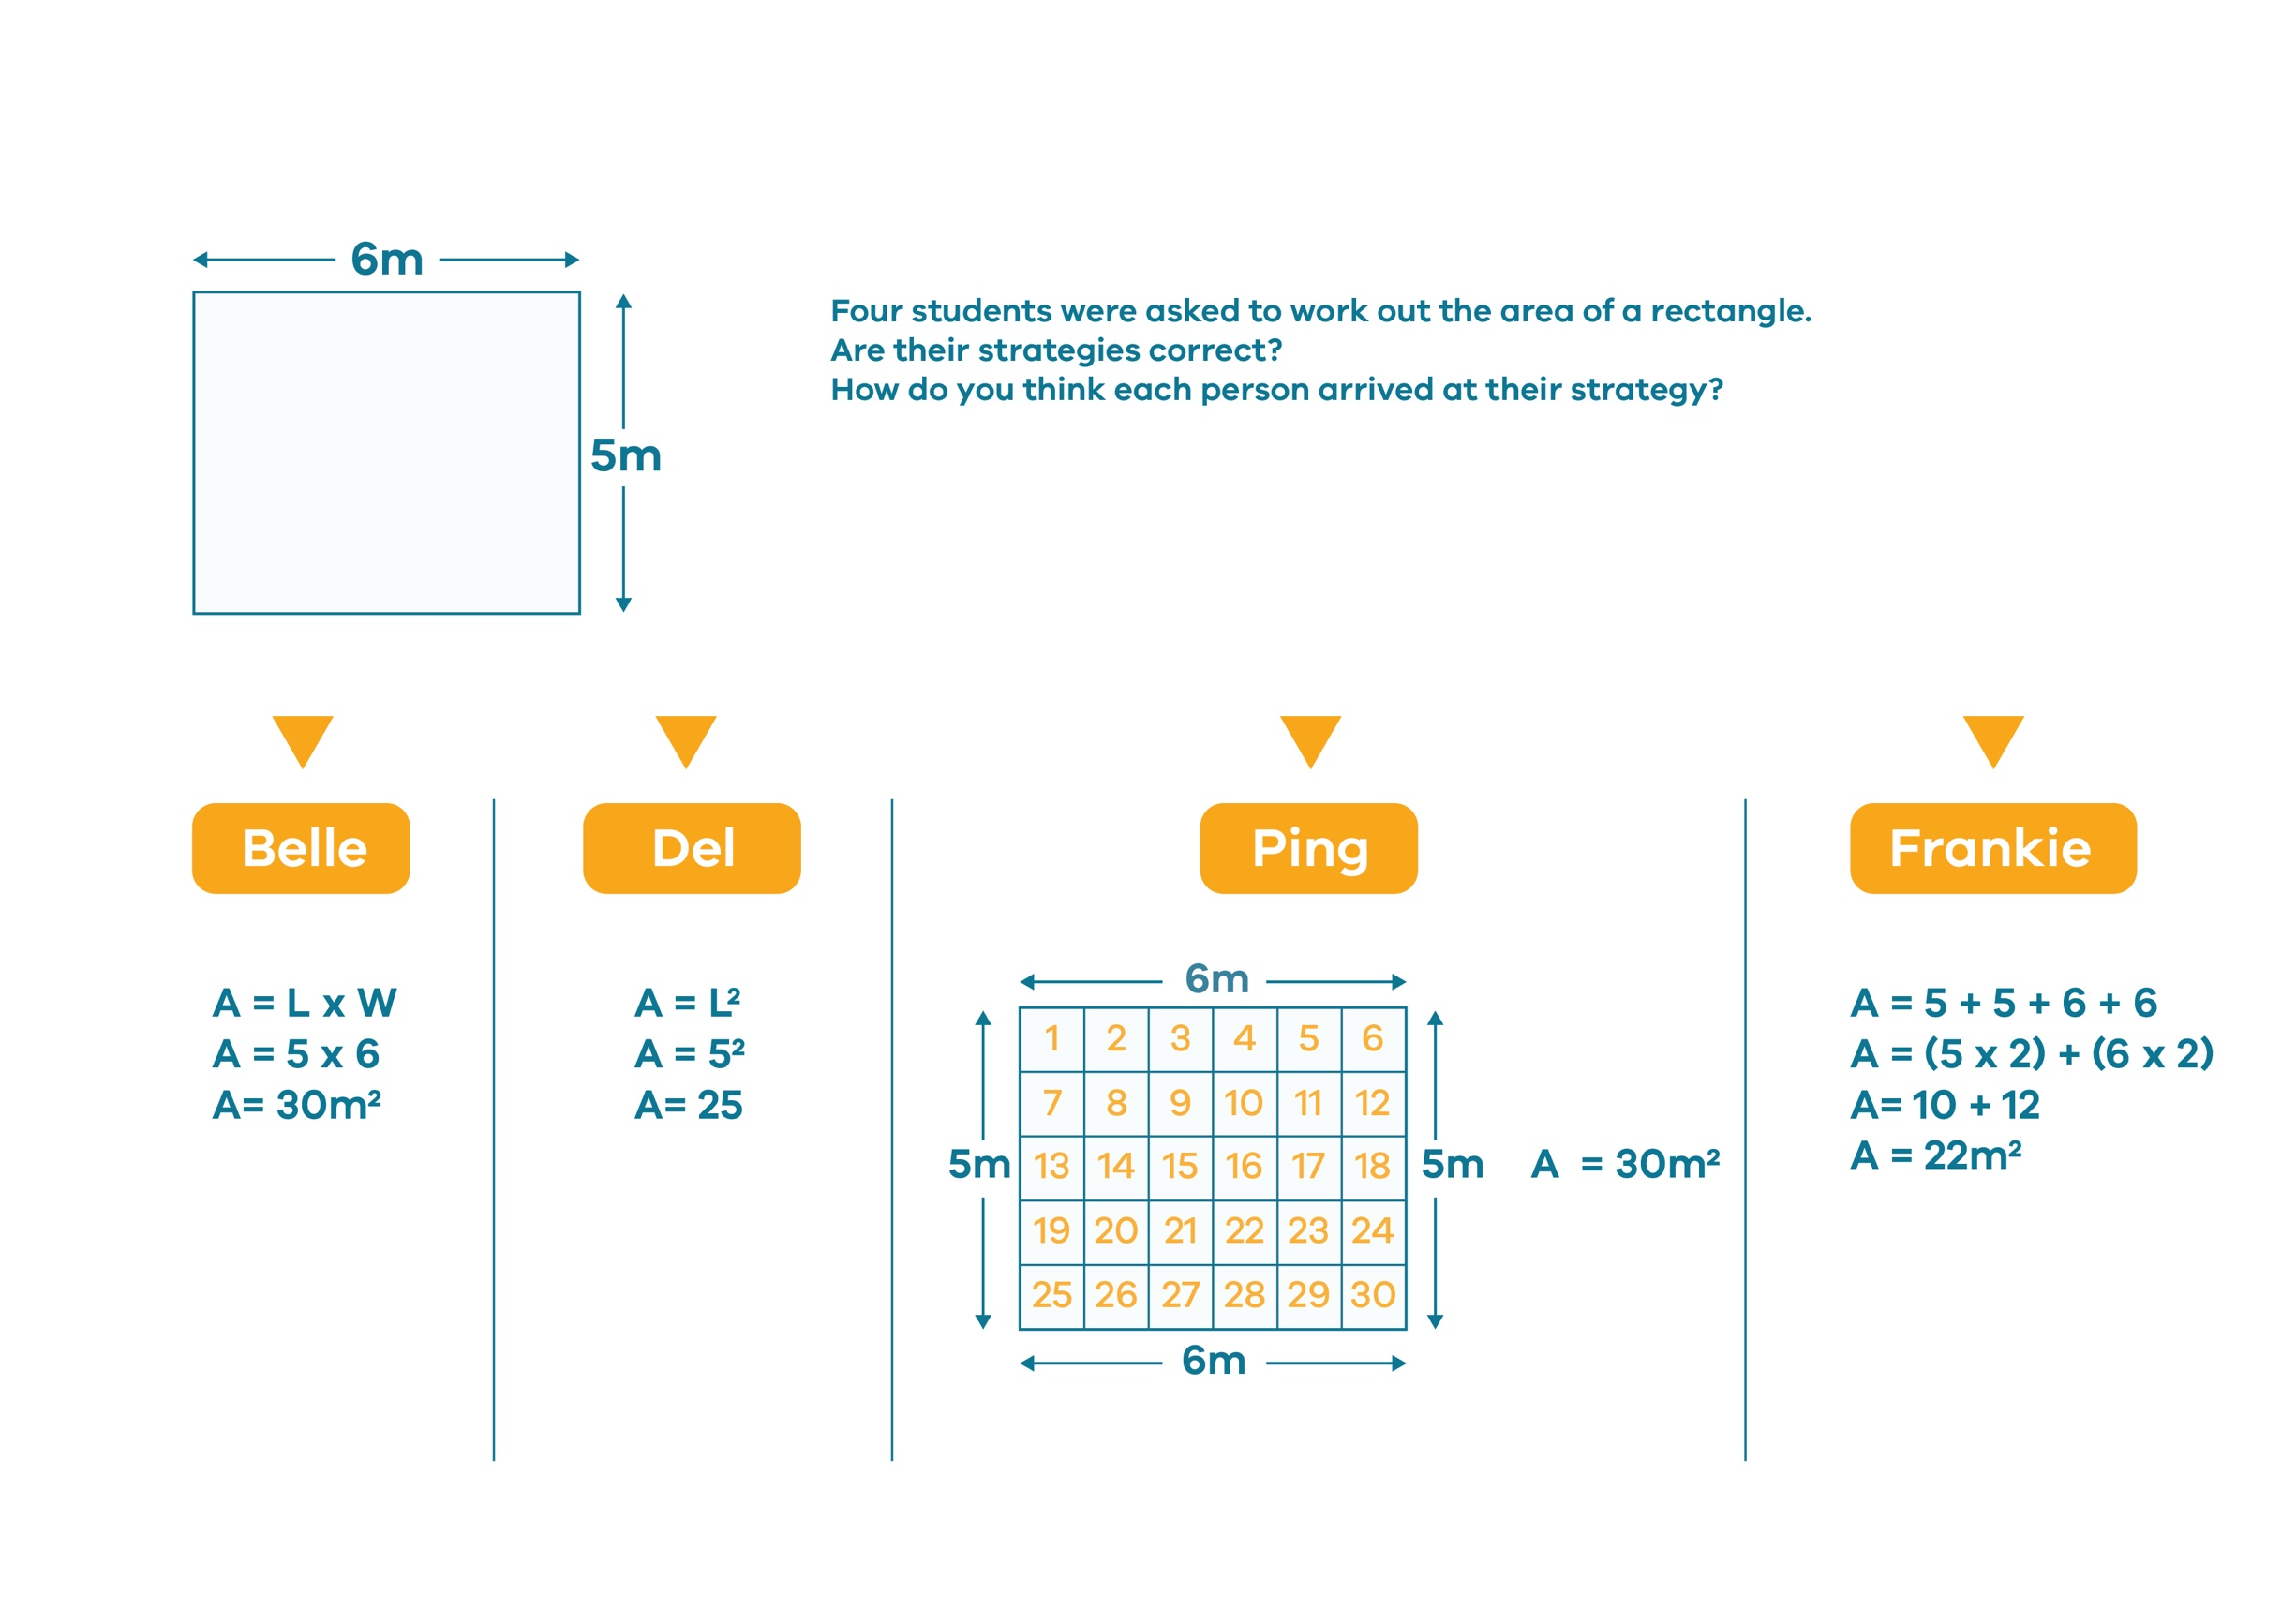 6m
5m
Four students were asked to work out the area of a rectangle.
Are their strategies correct?
How do you think each person arrived at their strategy?
Belle
A = L x W
A = 5 x 6
A= 30m²
Del
A = L²
A = 5²
A= 25
Ping
6m
1 2 3 4 5 6
7 8 9 10 11 12
13 14 15 16 17 18
19 20 21 22 23 24
25 26 27 28 29 30
5m
5m
6m
A = 30m²
Frankie
A = 5 + 5 + 6 + 6
A = (5 x 2) + (6 x 2)
A= 10 + 12
A = 22m²